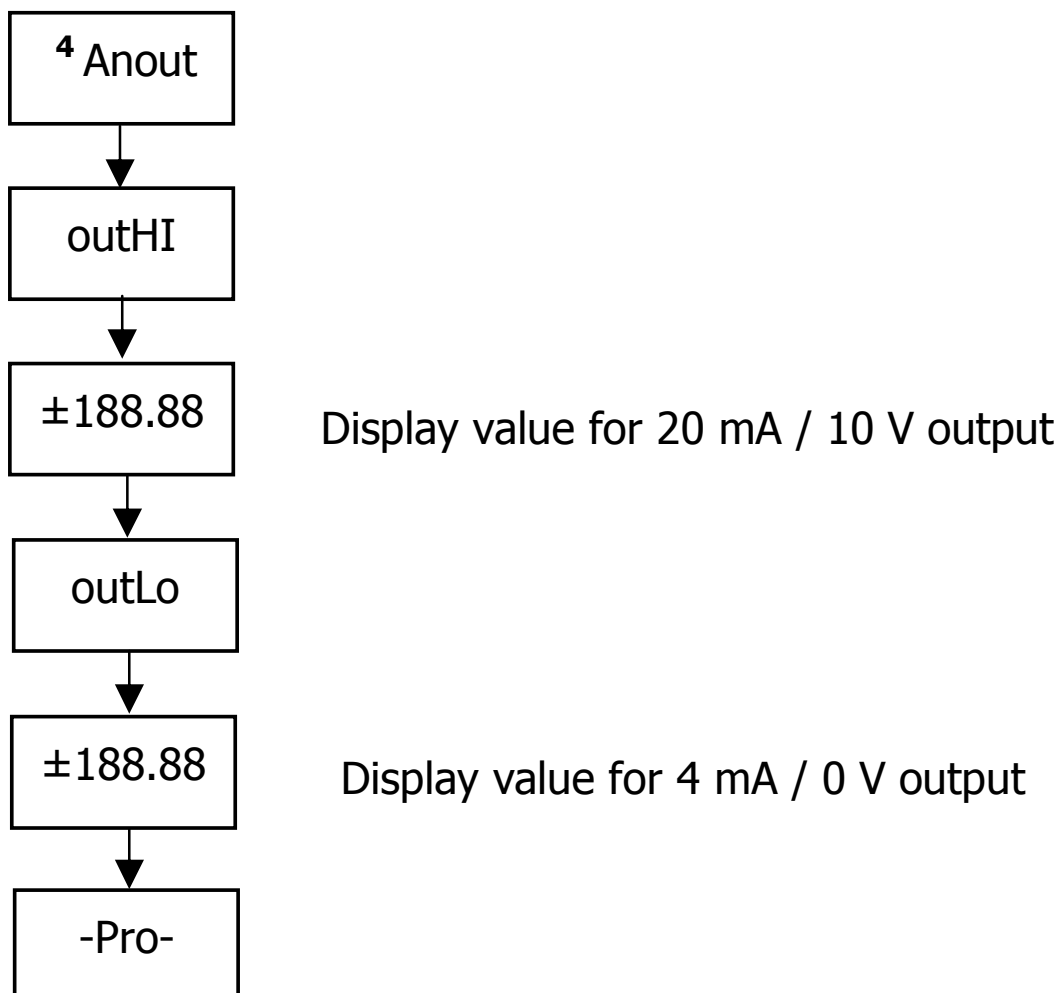 4 Anout
outHI
±188.88
Display value for 20 mA / 10 V output
outLo
±188.88
Display value for 4 mA / 0 V output
-Pro-